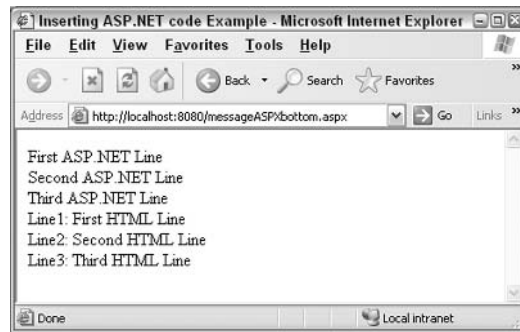 Inserting ASP.NET code Example - Microsoft Internet Explorer
File Edit View Favorites Tools Help
Back Search Favorites »
Address http://localhost:8080/messageASPXbottom.aspx Go Links »
First ASP.NET Line
Second ASP.NET Line
Third ASP.NET Line
Line1: First HTML Line
Line2: Second HTML Line
Line3: Third HTML Line
Done Local intranet